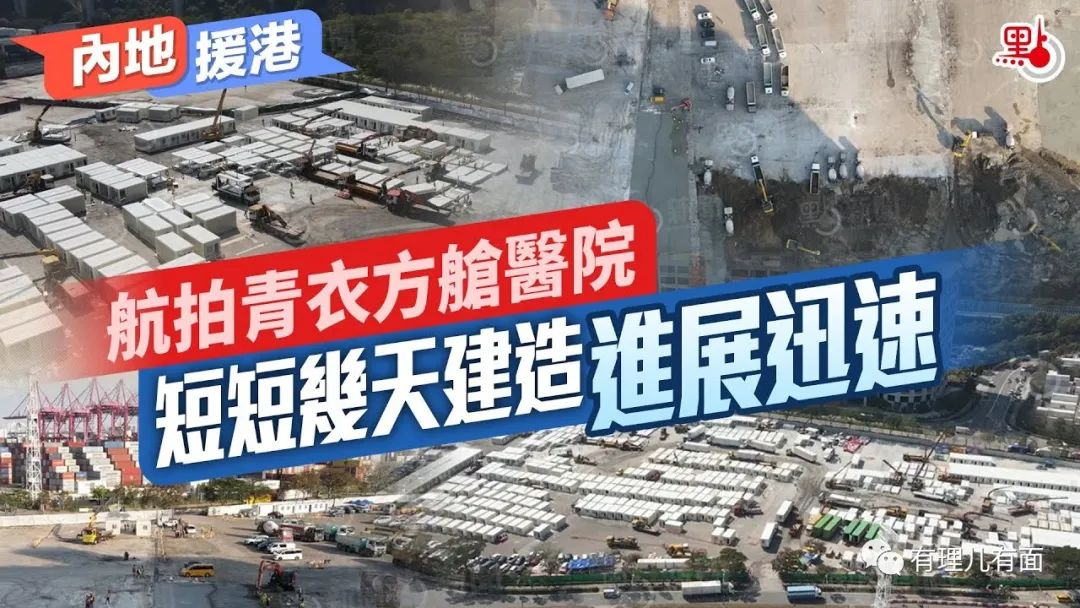 內地
援港
點
航拍青衣方艙醫院
短短幾天建造進展迅速
有理儿有面